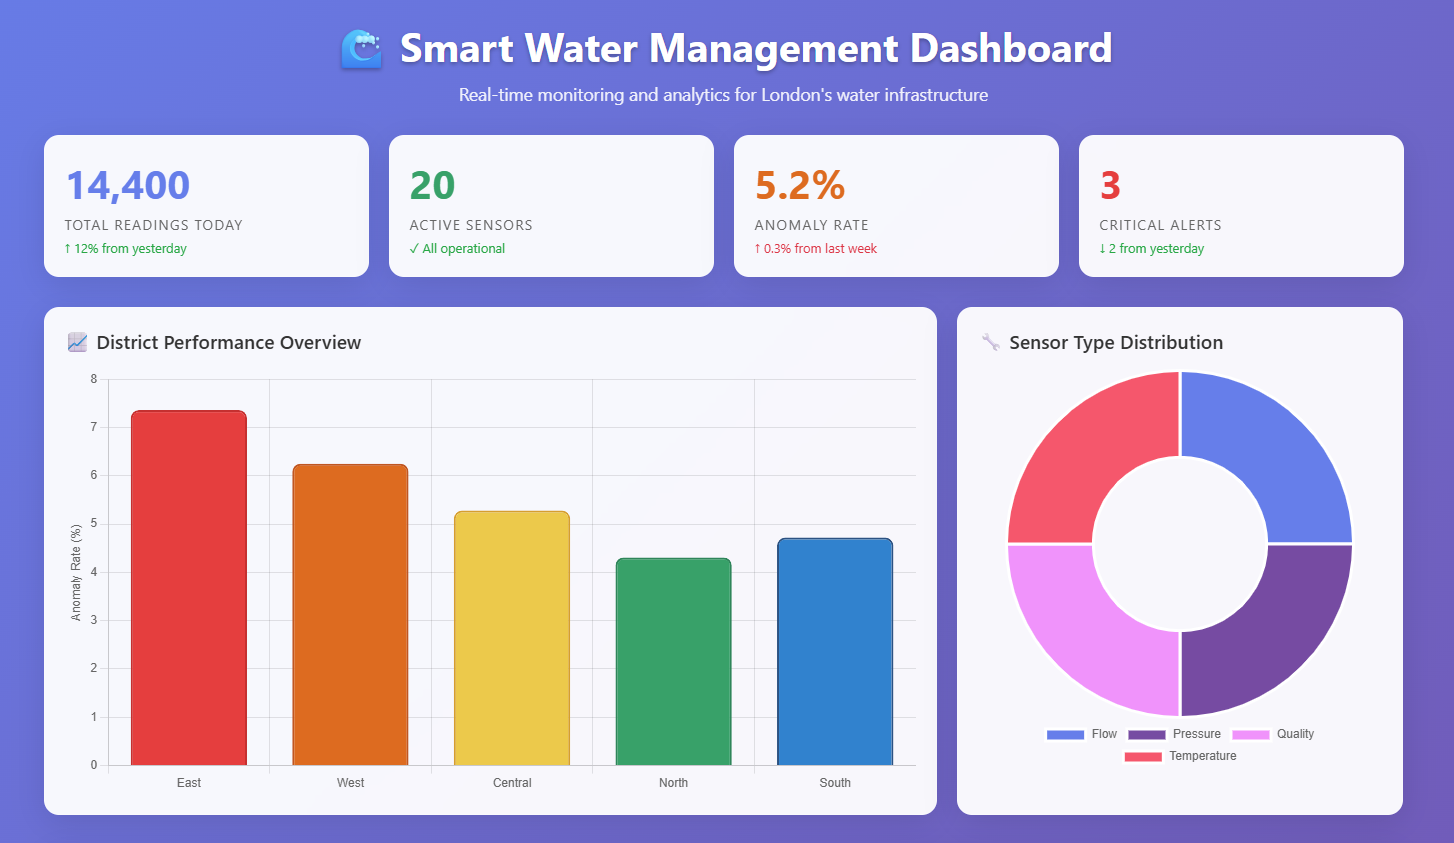 Smart Water Management Dashboard
Real-time monitoring and analytics for London's water infrastructure
14,400
TOTAL READINGS TODAY
↑ 12% from yesterday
20
ACTIVE SENSORS
✓ All operational
5.2%
ANOMALY RATE
↑ 0.3% from last week
3
CRITICAL ALERTS
↓ 2 from yesterday
District Performance Overview
Anomaly Rate (%)
8
7
6
5
4
3
2
1
0
East
West
Central
North
South
Sensor Type Distribution
Flow
Pressure
Quality
Temperature